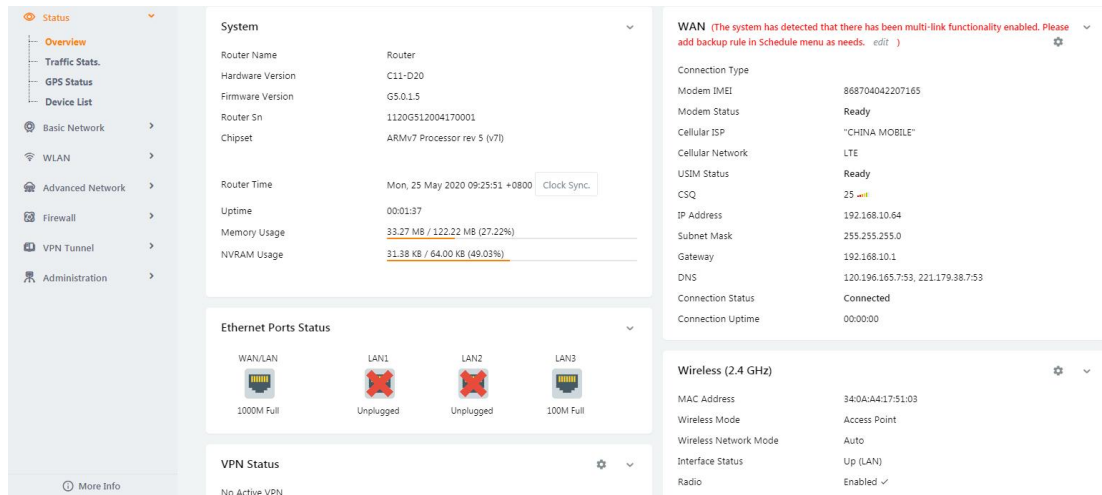 Status
Overview
Traffic Stats.
GPS Status
Device List
Basic Network
WLAN
Advanced Network
Firewall
VPN Tunnel
Administration
More Info
System
Router Name Router
Hardware Version C11-D20
Firmware Version G5.0.1.5
Router Sn 1120G512004170001
Chipset ARMv7 Processor rev 5 (v7l)
Router Time Mon, 25 May 2020 09:25:51 +0800 Clock Sync.
Uptime 00:01:37
Memory Usage 33.27 MB / 122.22 MB (27.22%)
NVRAM Usage 31.38 KB / 64.00 KB (49.03%)
Ethernet Ports Status
WAN/LAN LAN1 LAN2 LAN3
1000M Full Unplugged Unplugged 100M Full
VPN Status
No Active VPN
WAN (The system has detected that there has been multi-link functionality enabled. Please
add backup rule in Schedule menu as needs. edit )
Connection Type
Modem IMEI 868704042207165
Modem Status Ready
Cellular ISP "CHINA MOBILE"
Cellular Network LTE
USIM Status Ready
CSQ 25
IP Address 192.168.10.64
Subnet Mask 255.255.255.0
Gateway 192.168.10.1
DNS 120.196.165.7:53, 221.179.38.7:53
Connection Status Connected
Connection Uptime 00:00:00
Wireless (2.4 GHz)
MAC Address 34:0A:A4:17:51:03
Wireless Mode Access Point
Wireless Network Mode Auto
Interface Status Up (LAN)
Radio Enabled ✓